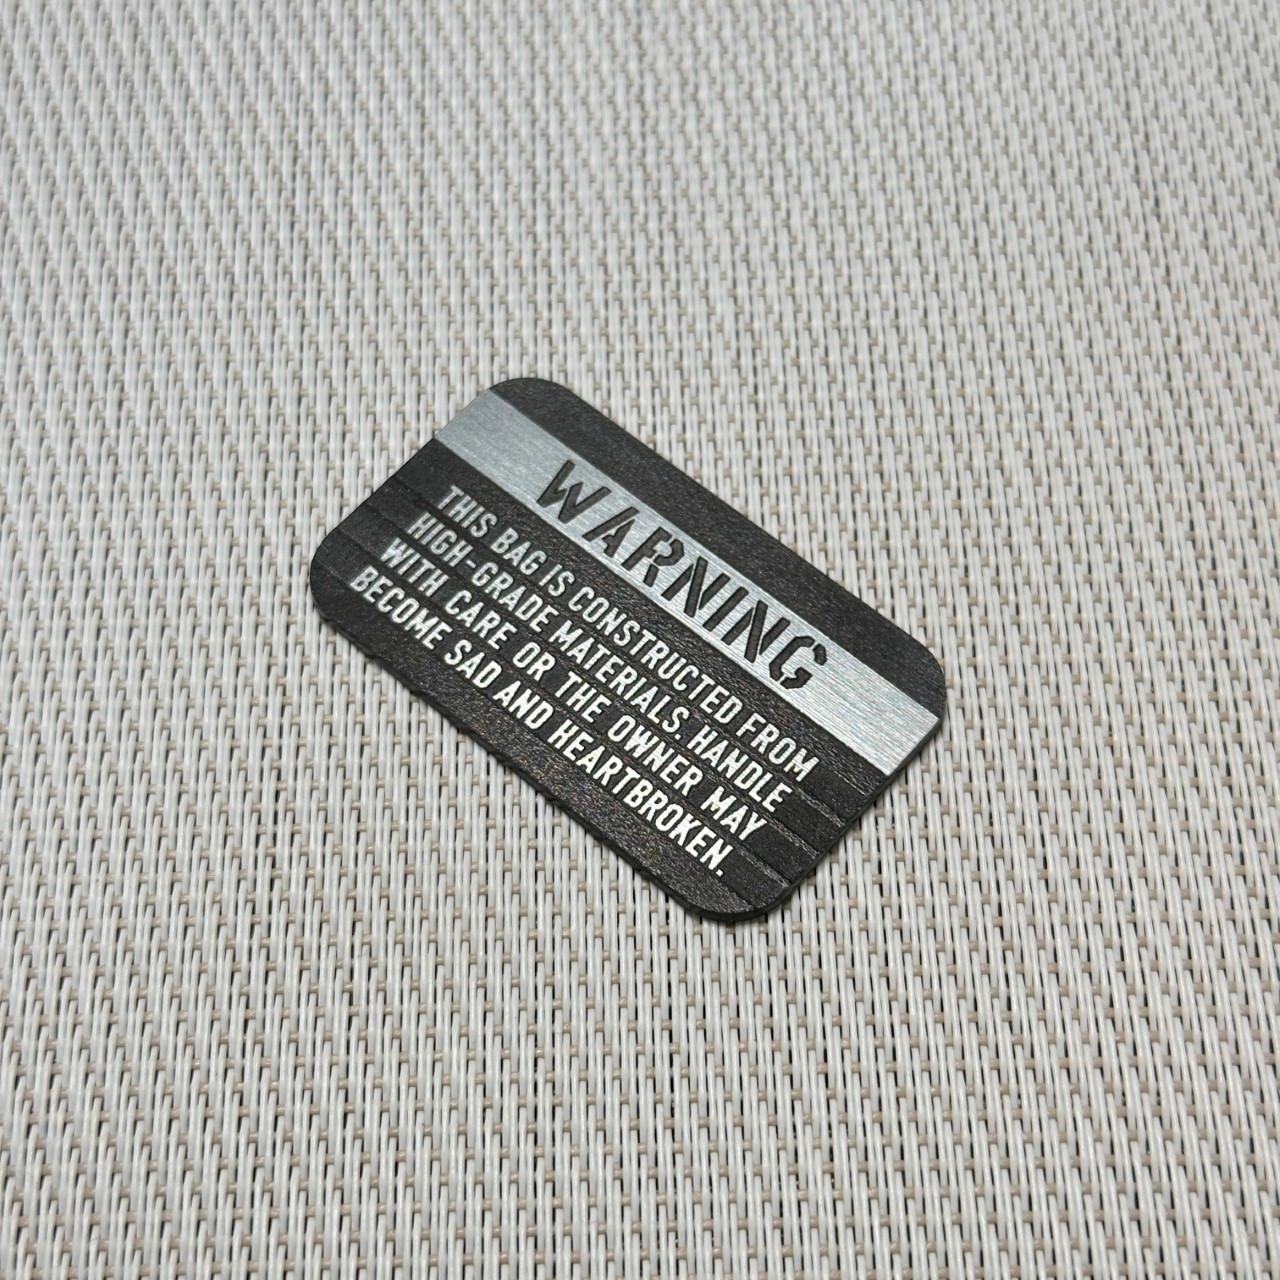 WARNING
THIS BAG IS CONSTRUCTED FROM
HIGH-GRADE MATERIALS. HANDLE
WITH CARE OR THE OWNER MAY
BECOME SAD AND HEARTBROKEN.